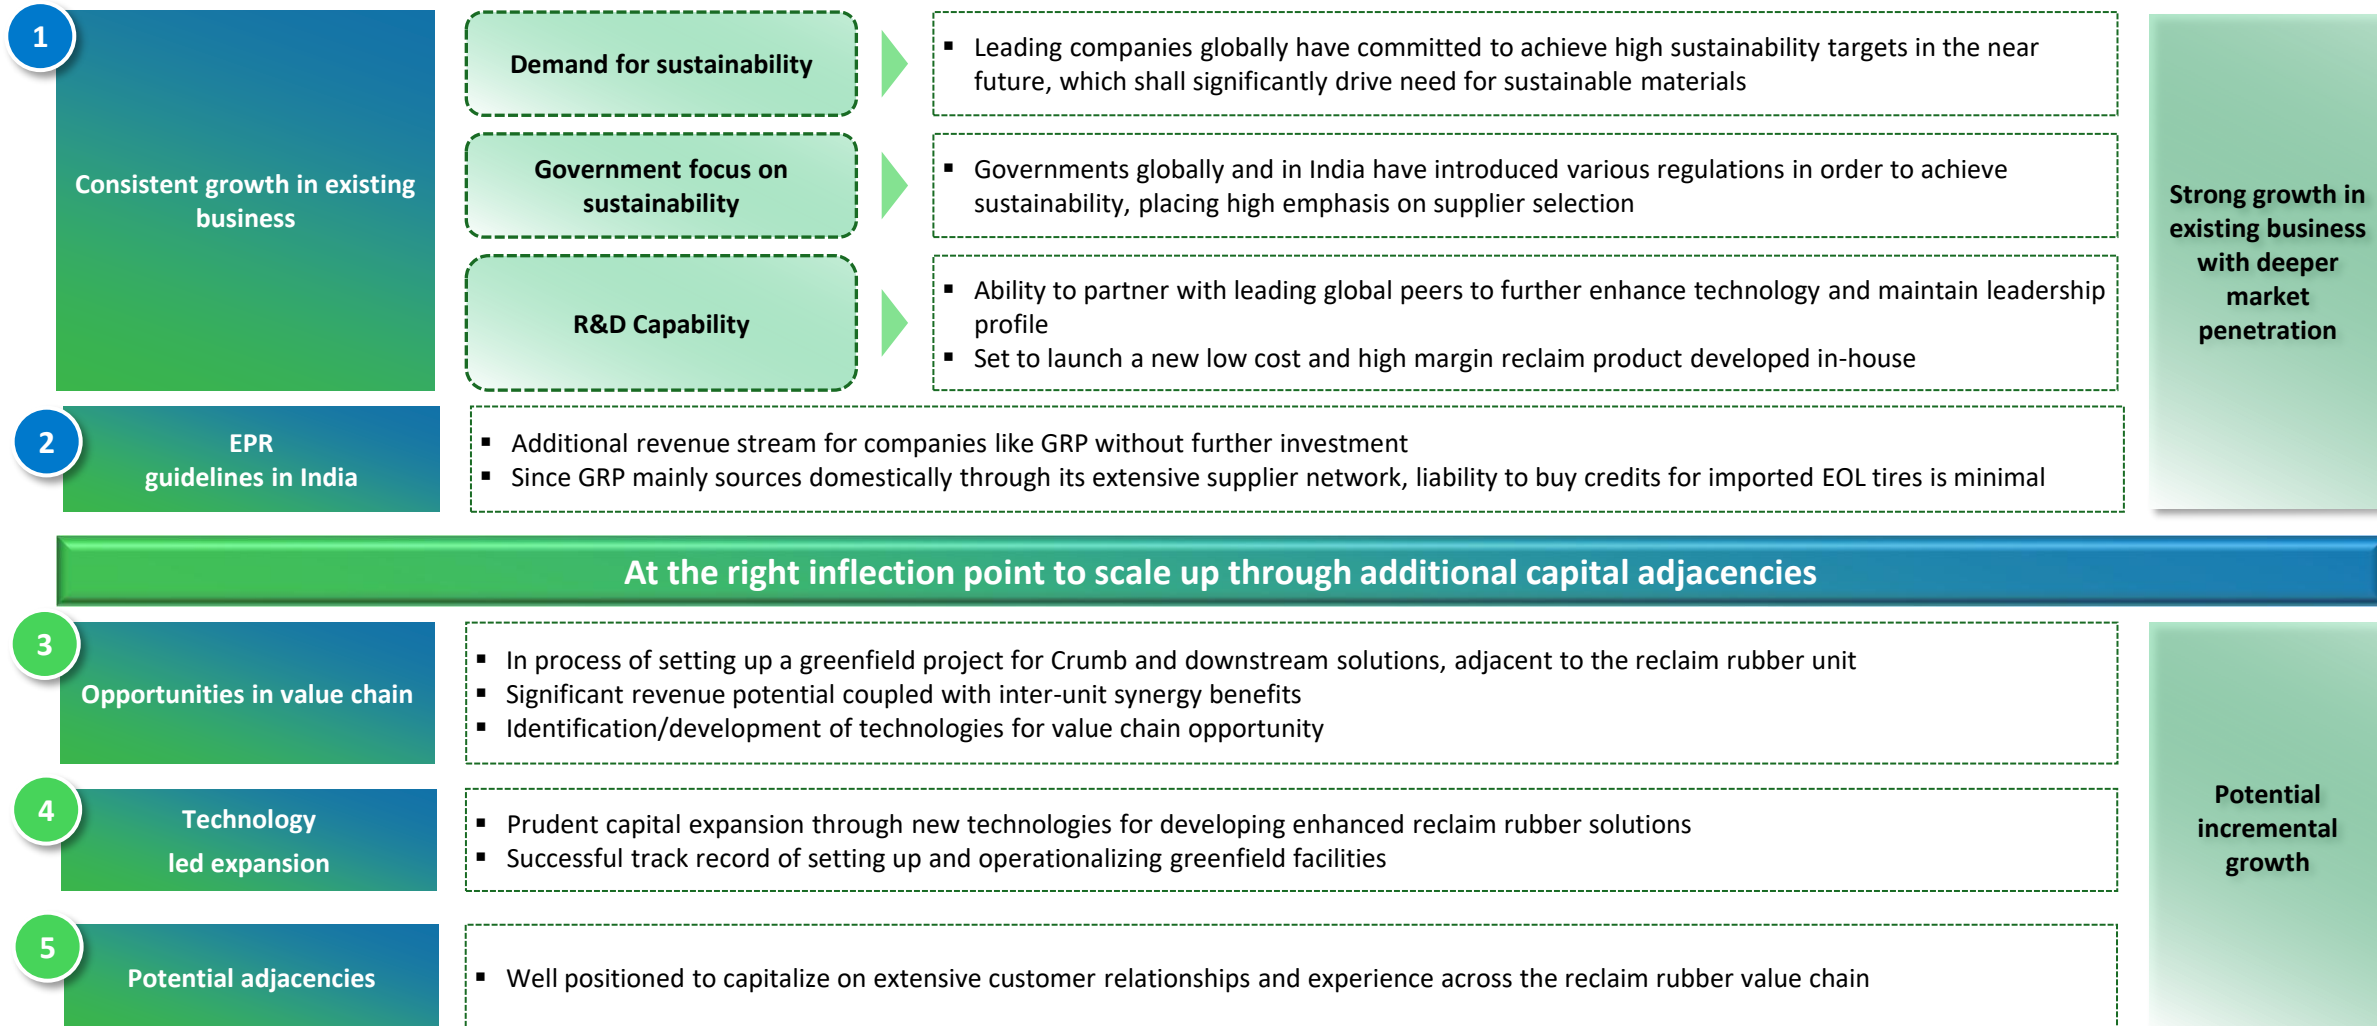 1
Consistent growth in existing
business
Demand for sustainability
▪ Leading companies globally have committed to achieve high sustainability targets in the near
future, which shall significantly drive need for sustainable materials
Government focus on
sustainability
▪ Governments globally and in India have introduced various regulations in order to achieve
sustainability, placing high emphasis on supplier selection
R&D Capability
▪ Ability to partner with leading global peers to further enhance technology and maintain leadership
profile
▪ Set to launch a new low cost and high margin reclaim product developed in-house
2
EPR
guidelines in India
▪ Additional revenue stream for companies like GRP without further investment
▪ Since GRP mainly sources domestically through its extensive supplier network, liability to buy credits for imported EOL tires is minimal
Strong growth in
existing business
with deeper
market
penetration
At the right inflection point to scale up through additional capital adjacencies
3
Opportunities in value chain
▪ In process of setting up a greenfield project for Crumb and downstream solutions, adjacent to the reclaim rubber unit
▪ Significant revenue potential coupled with inter-unit synergy benefits
▪ Identification/development of technologies for value chain opportunity
4
Technology
led expansion
▪ Prudent capital expansion through new technologies for developing enhanced reclaim rubber solutions
▪ Successful track record of setting up and operationalizing greenfield facilities
5
Potential adjacencies
▪ Well positioned to capitalize on extensive customer relationships and experience across the reclaim rubber value chain
Potential
incremental
growth